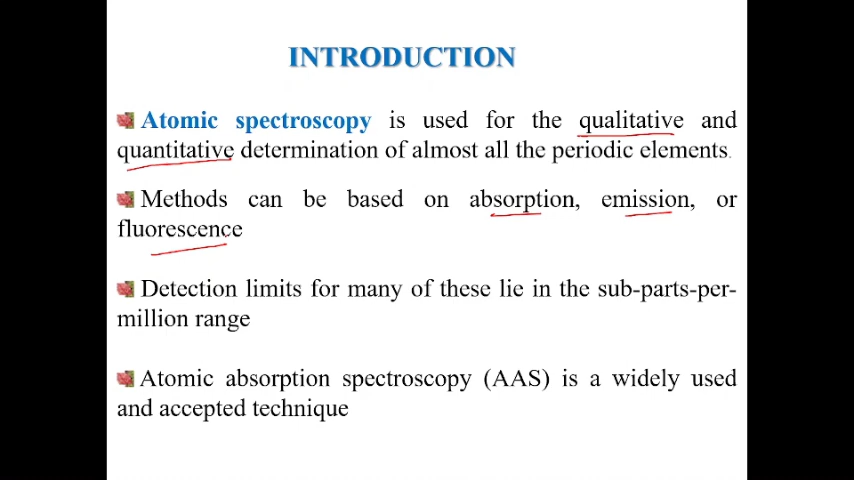 INTRODUCTION
Atomic spectroscopy is used for the qualitative and
quantitative determination of almost all the periodic elements.
Methods can be based on absorption, emission, or
fluorescence
Detection limits for many of these lie in the sub-parts-per-
million range
Atomic absorption spectroscopy (AAS) is a widely used
and accepted technique